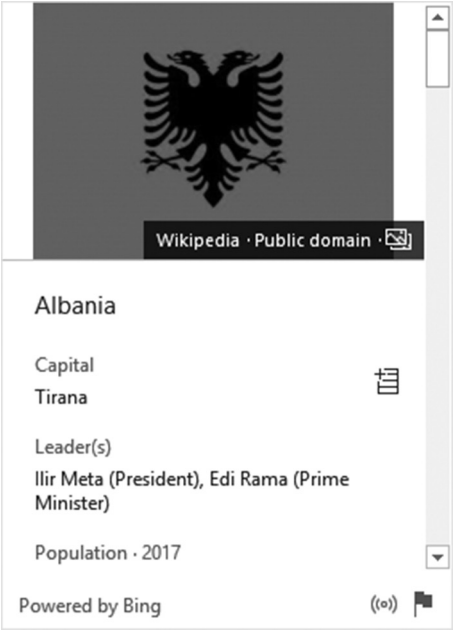 Wikipedia · Public domain ·
Albania
Capital
Tirana
Leader(s)
Ilir Meta (President), Edi Rama (Prime
Minister)
Population · 2017
Powered by Bing